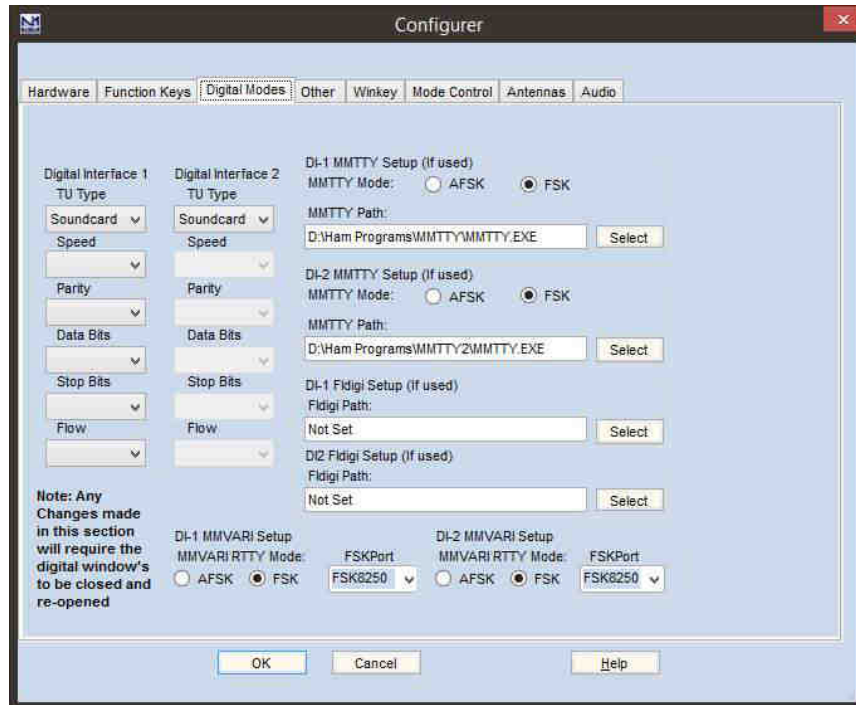 Configurer
Hardware Function Keys Digital Modes Other Winkey Mode Control Antennas Audio
Digital Interface 1
TU Type
Soundcard
Speed
Parity
Data Bits
Stop Bits
Flow
Digital Interface 2
TU Type
Soundcard
Speed
Parity
Data Bits
Stop Bits
Flow
DI-1 MMTTY Setup (If used)
MMTTY Mode: AFSK FSK
MMTTY Path:
D:\Ham Programs\MMTTY\MMTTY.EXE Select
DI-2 MMTTY Setup (If used)
MMTTY Mode: AFSK FSK
MMTTY Path:
D:\Ham Programs\MMTTY2\MMTTY.EXE Select
DI-1 Fldigi Setup (If used)
Fldigi Path:
Not Set Select
DI2 Fldigi Setup (If used)
Fldigi Path:
Not Set Select
Note: Any
Changes made
in this section
will require the
digital window's
to be closed and
re-opened
DI-1 MMVARI Setup
MMVARI RTTY Mode: FSKPort
AFSK FSK FSK8250
DI-2 MMVARI Setup
MMVARI RTTY Mode: FSKPort
AFSK FSK FSK8250
OK Cancel Help